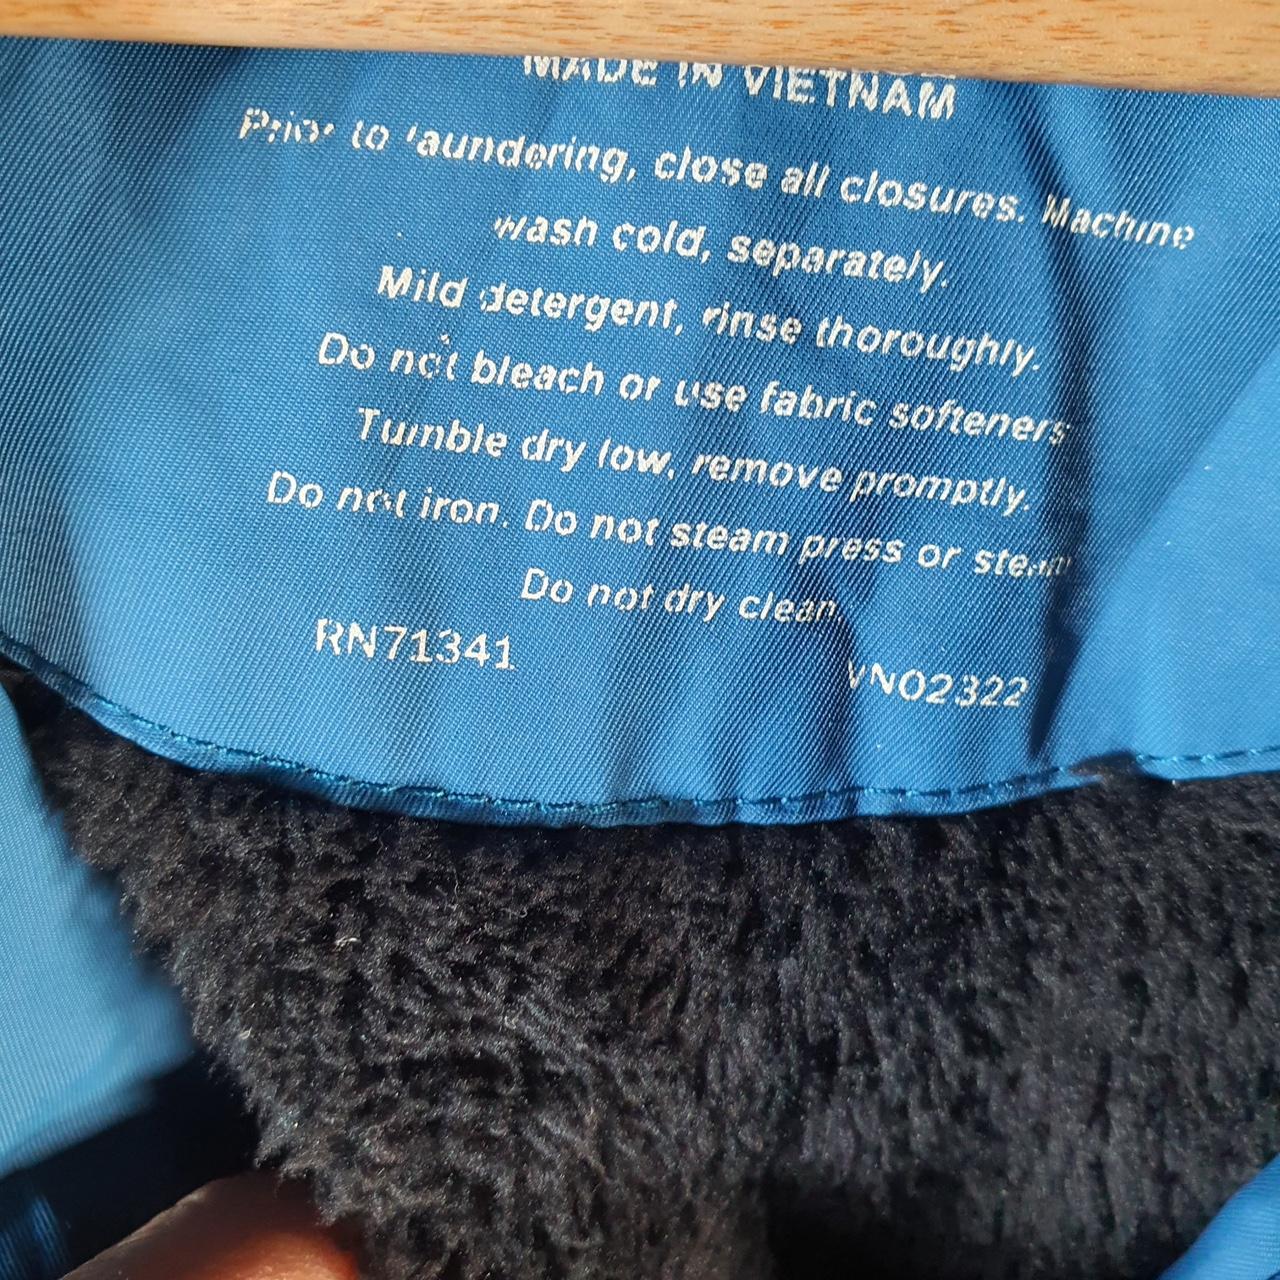 MADE IN VIETNAM
Prior to laundering, close all closures. Machine
wash cold, separately.
Mild detergent, rinse thoroughly.
Do not bleach or use fabric softeners
Tumble dry low, remove promptly.
Do not iron. Do not steam press or steam
Do not dry clean.
RN71341
VN02322